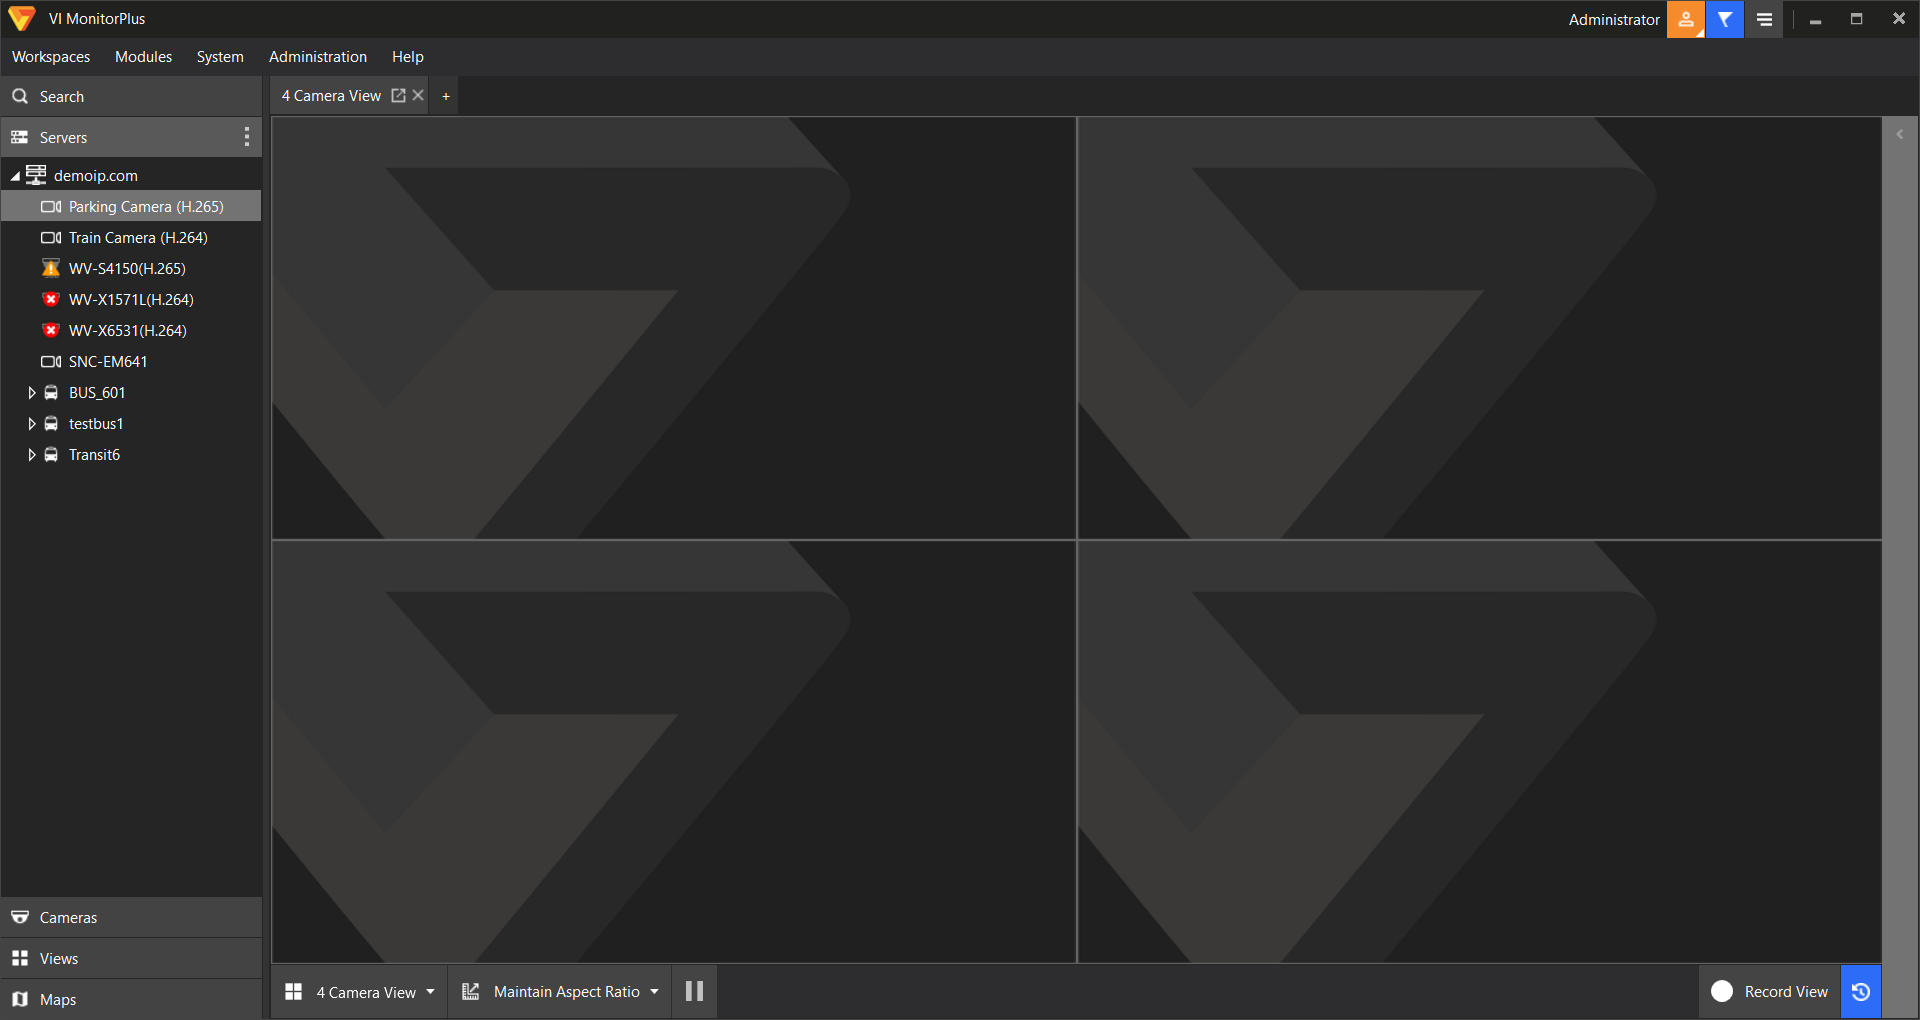 VI MonitorPlus
Administrator
Workspaces Modules System Administration Help
Search
4 Camera View +
Servers
demoip.com
Parking Camera (H.265)
Train Camera (H.264)
WV-S4150(H.265)
WV-X1571L(H.264)
WV-X6531(H.264)
SNC-EM641
BUS_601
testbus1
Transit6
Cameras
Views
Maps
4 Camera View
Maintain Aspect Ratio
Record View